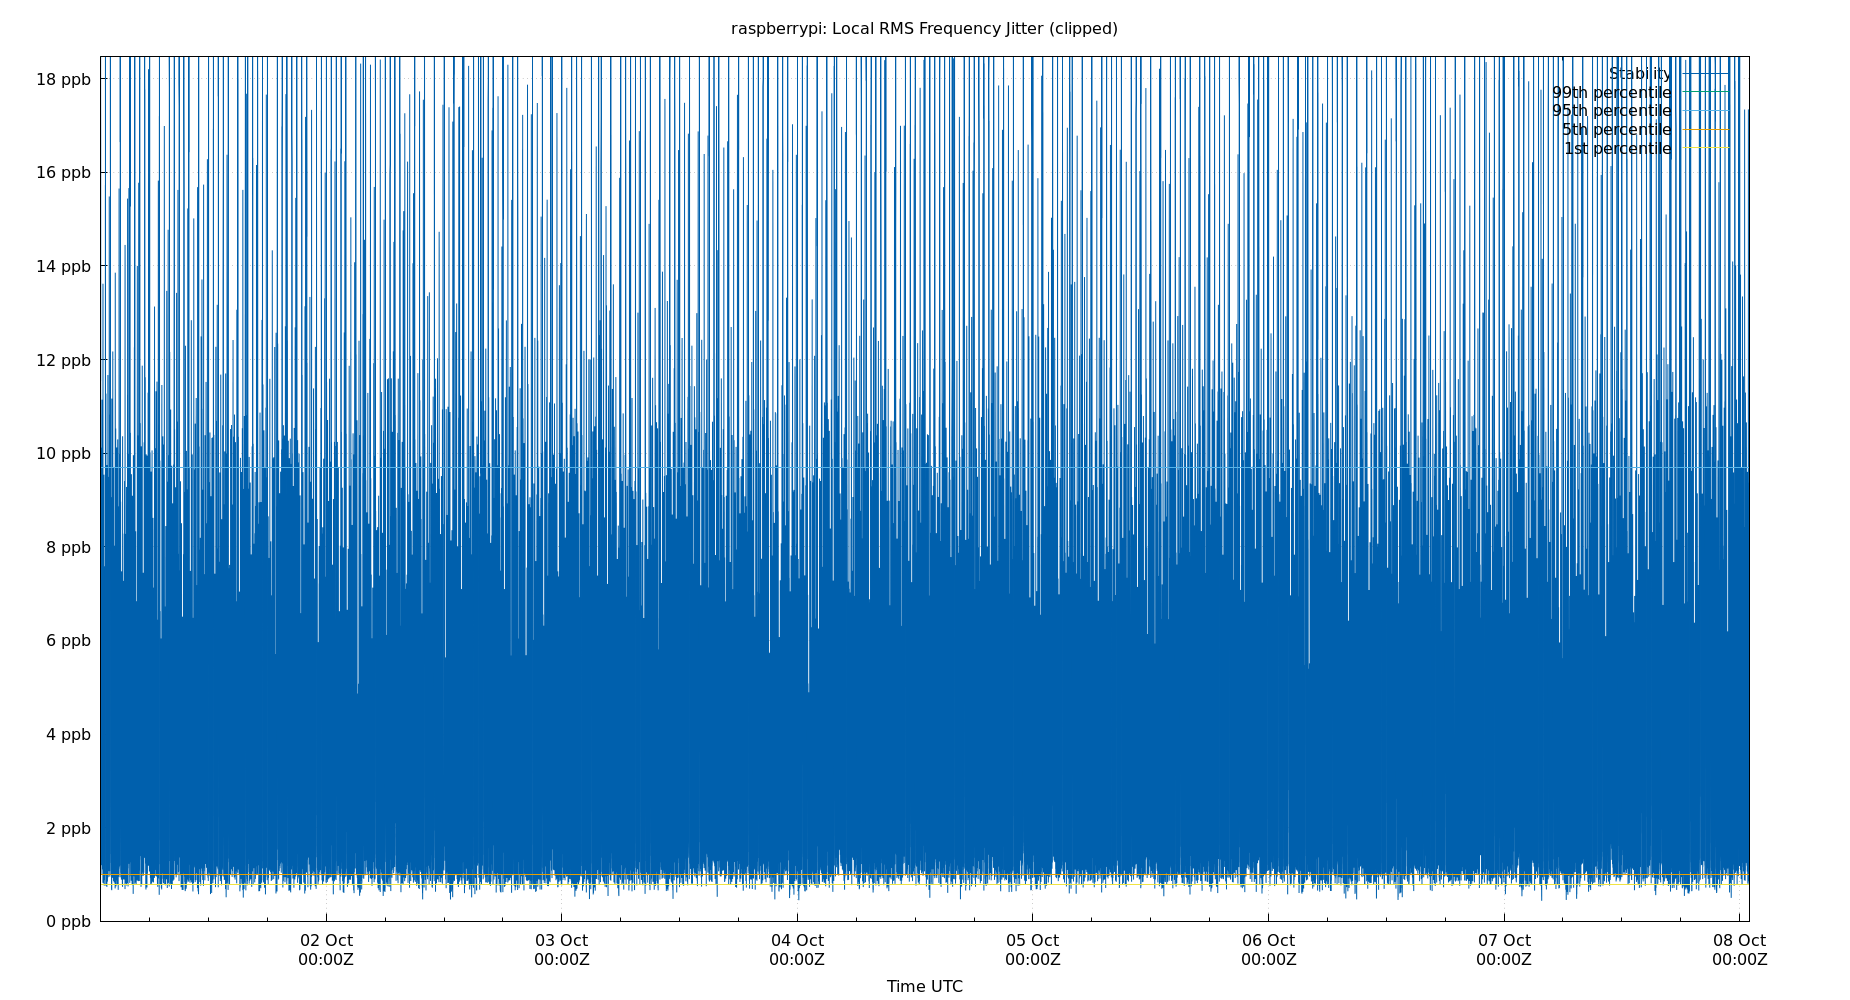 raspberrypi: Local RMS Frequency Jitter (clipped)
18 ppb
16 ppb
14 ppb
12 ppb
10 ppb
8 ppb
6 ppb
4 ppb
2 ppb
0 ppb
Stability
99th percentile
95th percentile
5th percentile
1st percentile
02 Oct
00:00Z
03 Oct
00:00Z
04 Oct
00:00Z
05 Oct
00:00Z
06 Oct
00:00Z
07 Oct
00:00Z
08 Oct
00:00Z
Time UTC